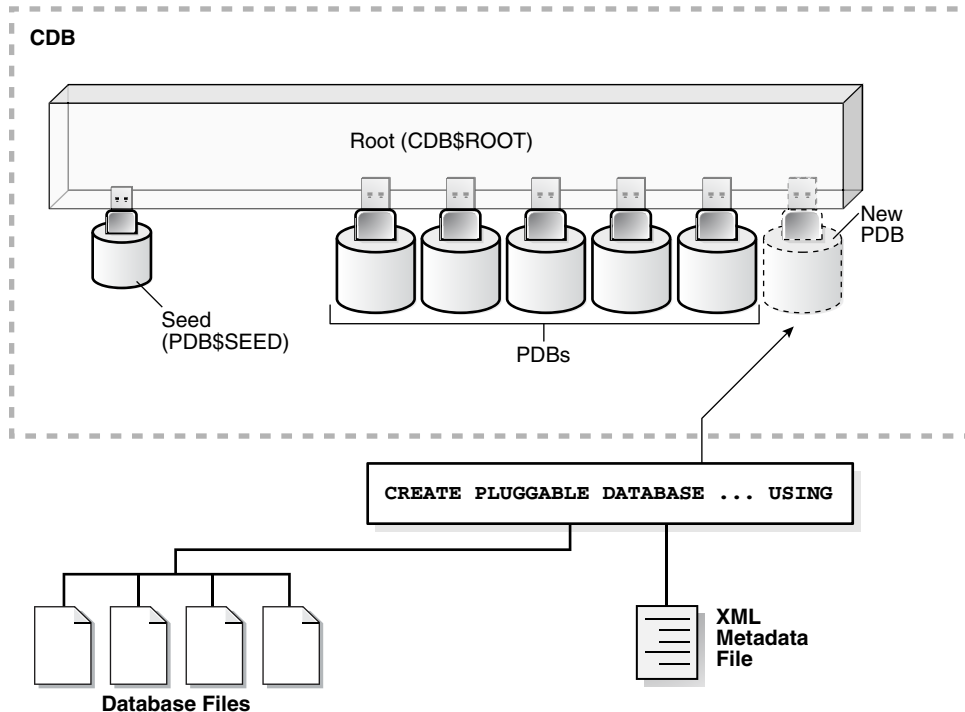 CDB
Root (CDB$ROOT)
New
PDB
Seed
(PDB$SEED)
PDBs
CREATE PLUGGABLE DATABASE ... USING
XML
Metadata
File
Database Files